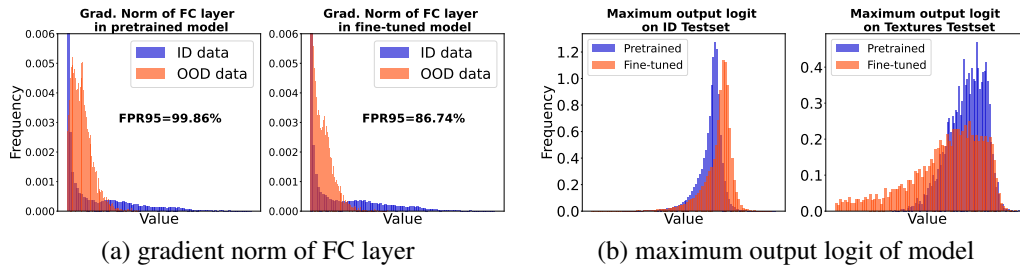 Grad. Norm of FC layer
in pretrained model
Frequency
0.006
0.005
0.004
0.003
0.002
0.001
0.000
ID data
OOD data
FPR95=99.86%
Value
Grad. Norm of FC layer
in fine-tuned model
0.006
0.005
0.004
0.003
0.002
0.001
0.000
ID data
OOD data
FPR95=86.74%
Value
(a) gradient norm of FC layer
Maximum output logit
on ID Testset
Frequency
1.2
1.0
0.8
0.6
0.4
0.2
0.0
Pretrained
Fine-tuned
Value
Maximum output logit
on Textures Testset
0.4
0.3
0.2
0.1
0.0
Pretrained
Fine-tuned
Value
(b) maximum output logit of model